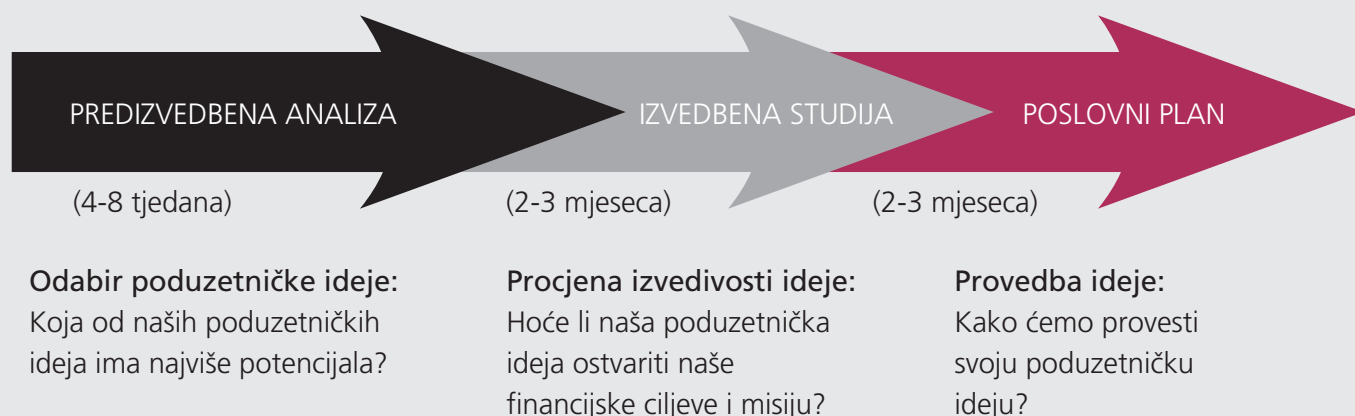 PREDIZVEDBENA ANALIZA
IZVEDBENA STUDIJA
POSLOVNI PLAN
(4-8 tjedana)
(2-3 mjeseca)
(2-3 mjeseca)
Odabir poduzetničke ideje:
Koja od naših poduzetničkih
ideja ima najviše potencijala?
Procjena izvedivosti ideje:
Hoće li naša poduzetnička
ideja ostvariti naše
financijske ciljeve i misiju?
Provedba ideje:
Kako ćemo provesti
svoju poduzetničku
ideju?